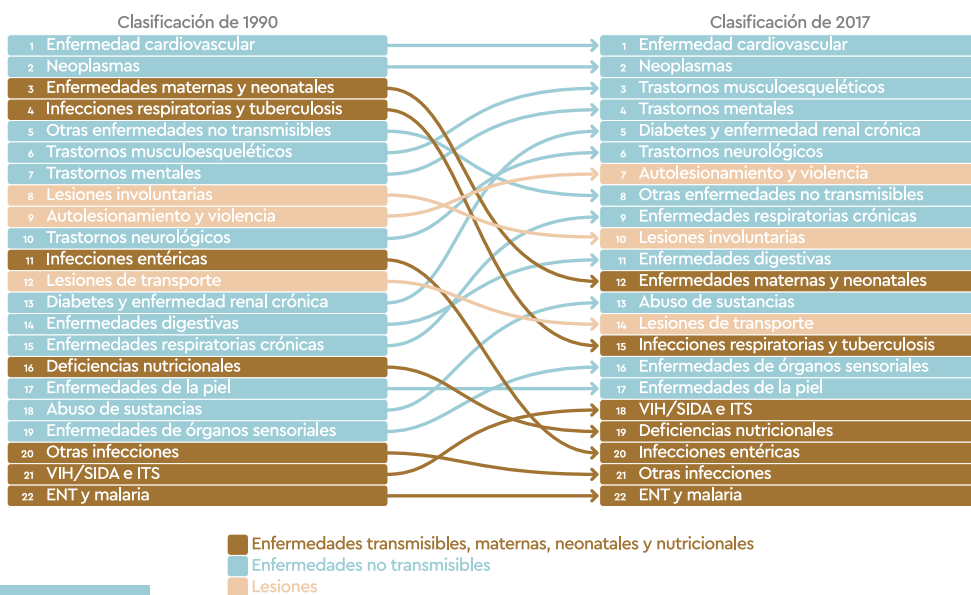 Clasificación de 1990
1 Enfermedad cardiovascular
2 Neoplasmas
3 Enfermedades maternas y neonatales
4 Infecciones respiratorias y tuberculosis
5 Otras enfermedades no transmisibles
6 Trastornos musculoesqueléticos
7 Trastornos mentales
8 Lesiones involuntarias
9 Autolesionamiento y violencia
10 Trastornos neurológicos
11 Infecciones entéricas
12 Lesiones de transporte
13 Diabetes y enfermedad renal crónica
14 Enfermedades digestivas
15 Enfermedades respiratorias crónicas
16 Deficiencias nutricionales
17 Enfermedades de la piel
18 Abuso de sustancias
19 Enfermedades de órganos sensoriales
20 Otras infecciones
21 VIH/SIDA e ITS
22 ENT y malaria
Clasificación de 2017
1 Enfermedad cardiovascular
2 Neoplasmas
3 Trastornos musculoesqueléticos
4 Trastornos mentales
5 Diabetes y enfermedad renal crónica
6 Trastornos neurológicos
7 Autolesionamiento y violencia
8 Otras enfermedades no transmisibles
9 Enfermedades respiratorias crónicas
10 Lesiones involuntarias
11 Enfermedades digestivas
12 Enfermedades maternas y neonatales
13 Abuso de sustancias
14 Lesiones de transporte
15 Infecciones respiratorias y tuberculosis
16 Enfermedades de órganos sensoriales
17 Enfermedades de la piel
18 VIH/SIDA e ITS
19 Deficiencias nutricionales
20 Infecciones entéricas
21 Otras infecciones
22 ENT y malaria
Enfermedades transmisibles, maternas, neonatales y nutricionales
Enfermedades no transmisibles
Lesiones